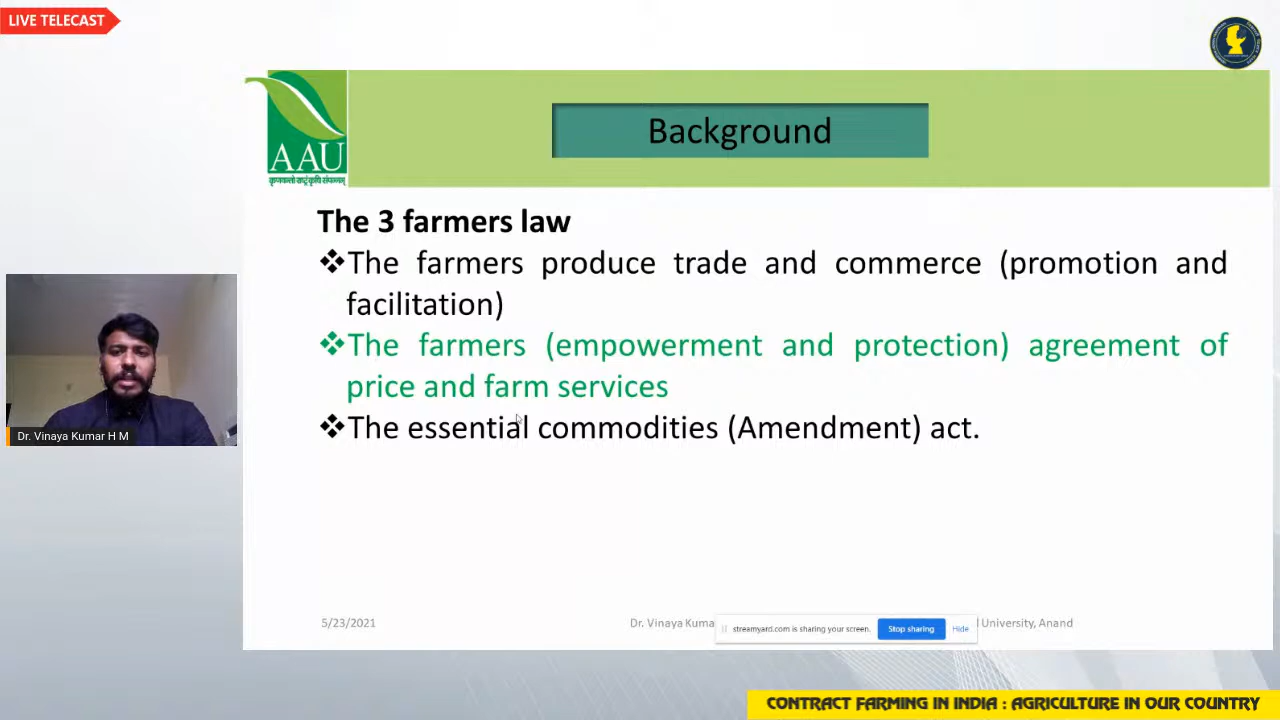 LIVE TELECAST
Background
AAU
The 3 farmers law
❖The farmers produce trade and commerce (promotion and
facilitation)
❖The farmers (empowerment and protection) agreement of
price and farm services
❖The essential commodities (Amendment) act.
Dr. Vinaya Kumar H M
5/23/2021
Dr. Vinaya Kuma
University, Anand
streamyard.com is sharing your screen.
Stop sharing
Hide
CONTRACT FARMING IN INDIA : AGRICULTURE IN OUR COUNTRY